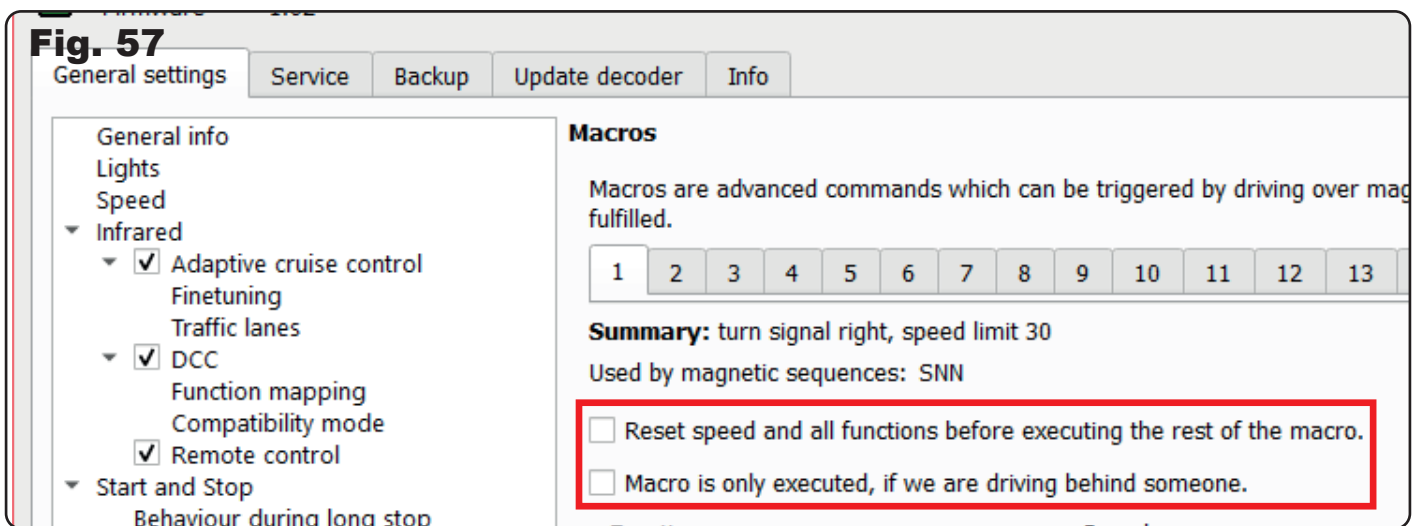 Fig. 57
General settings Service Backup Update decoder Info
General info
Lights
Speed
Infrared
Adaptive cruise control
Finetuning
Traffic lanes
DCC
Function mapping
Compatibility mode
Remote control
Start and Stop
Behaviour during long stop
Macros
Macros are advanced commands which can be triggered by driving over
fulfilled.
1 2 3 4 5 6 7 8 9 10 11 12 13
Summary: turn signal right, speed limit 30
Used by magnetic sequences: SNN
Reset speed and all functions before executing the rest of the macro.
Macro is only executed, if we are driving behind someone.